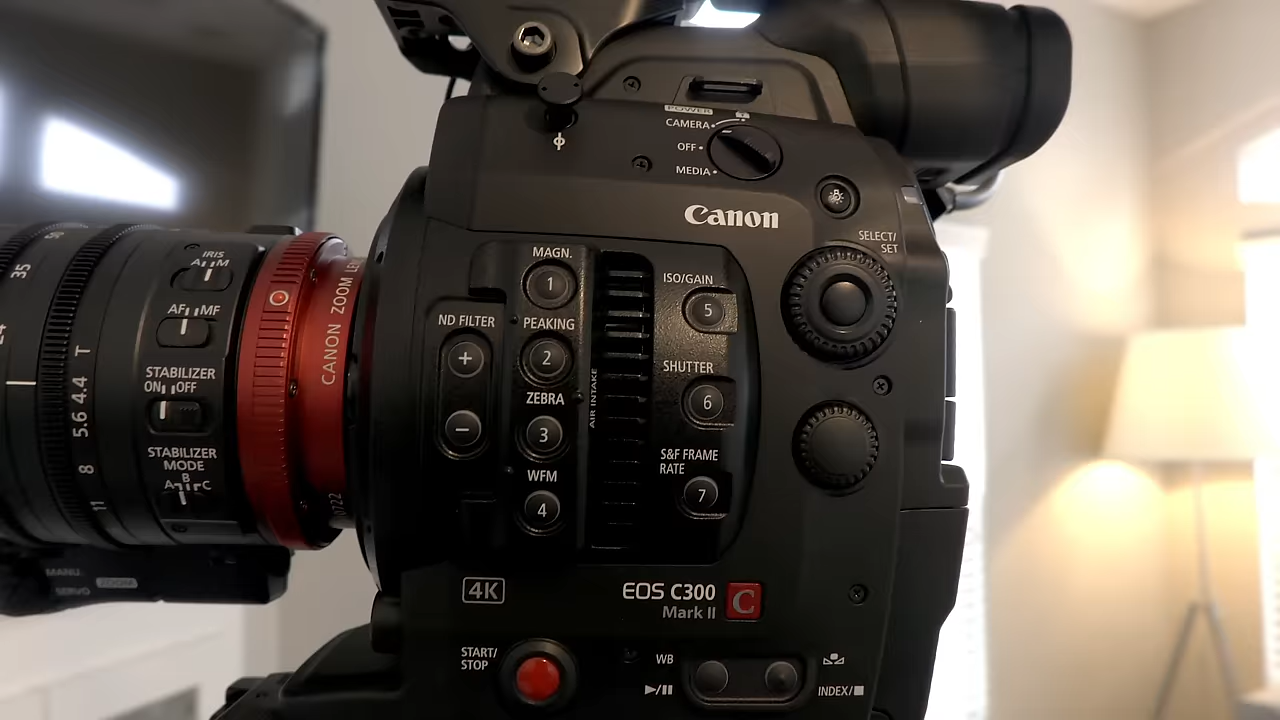 POWER
CAMERA
OFF
MEDIA
Canon
SELECT/
SET
MAGN.
1
ISO/GAIN
5
ND FILTER
+
−
PEAKING
2
ZEBRA
3
WFM
4
AIR INTAKE
SHUTTER
6
S&F FRAME
RATE
7
4K
EOS C300
Mark II
C
START/
STOP
WB
INDEX/
IRIS
A M
AF MF
STABILIZER
ON OFF
STABILIZER
MODE
B
A C
35
T
4.4
5.6
8
11
CANON ZOOM LE
MANU.
SERVO
ZOOM